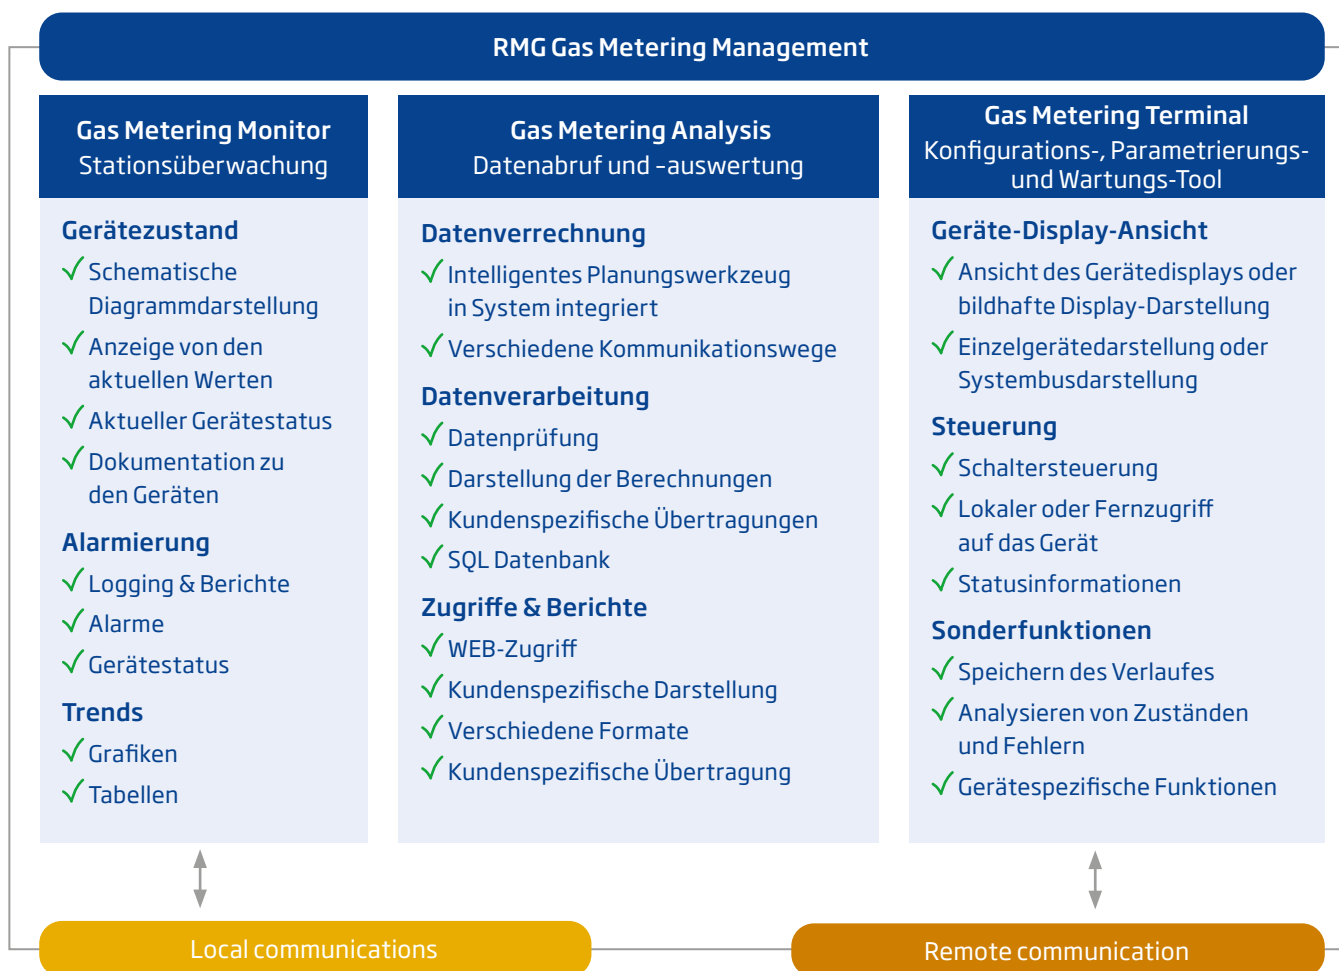 RMG Gas Metering Management
Gas Metering Monitor
Stationsüberwachung
Gerätezustand
Schematische
Diagrammdarstellung
Anzeige von den
aktuellen Werten
Aktueller Gerätestatus
Dokumentation zu
den Geräten
Alarmierung
Logging & Berichte
Alarme
Gerätestatus
Trends
Grafiken
Tabellen
Gas Metering Analysis
Datenabruf und –auswertung
Datenverrechnung
Intelligentes Planungswerkzeug
in System integriert
Verschiedene Kommunikationswege
Datenverarbeitung
Datenprüfung
Darstellung der Berechnungen
Kundenspezifische Übertragungen
SQL Datenbank
Zugriffe & Berichte
WEB-Zugriff
Kundenspezifische Darstellung
Verschiedene Formate
Kundenspezifische Übertragung
Gas Metering Terminal
Konfigurations-, Parametrierungs-
und Wartungs-Tool
Geräte-Display-Ansicht
Ansicht des Gerätedisplays oder
bildhafte Display-Darstellung
Einzelgerätedarstellung oder
Systembusdarstellung
Steuerung
Schaltersteuerung
Lokaler oder Fernzugriff
auf das Gerät
Statusinformationen
Sonderfunktionen
Speichern des Verlaufes
Analysieren von Zuständen
und Fehlern
Gerätespezifische Funktionen
Local communications
Remote communication